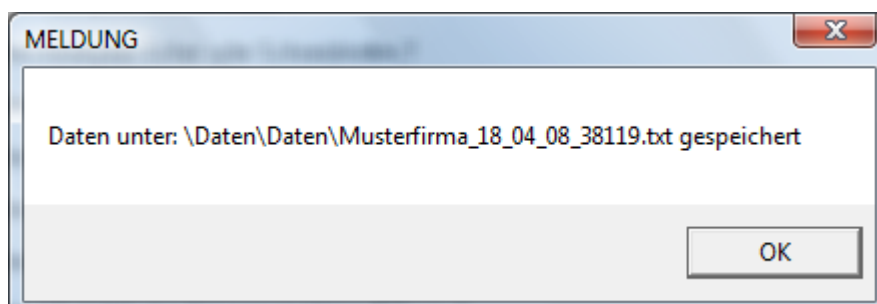 MELDUNG
Daten unter: \Daten\Daten\Musterfirma_18_04_08_38119.txt gespeichert
OK